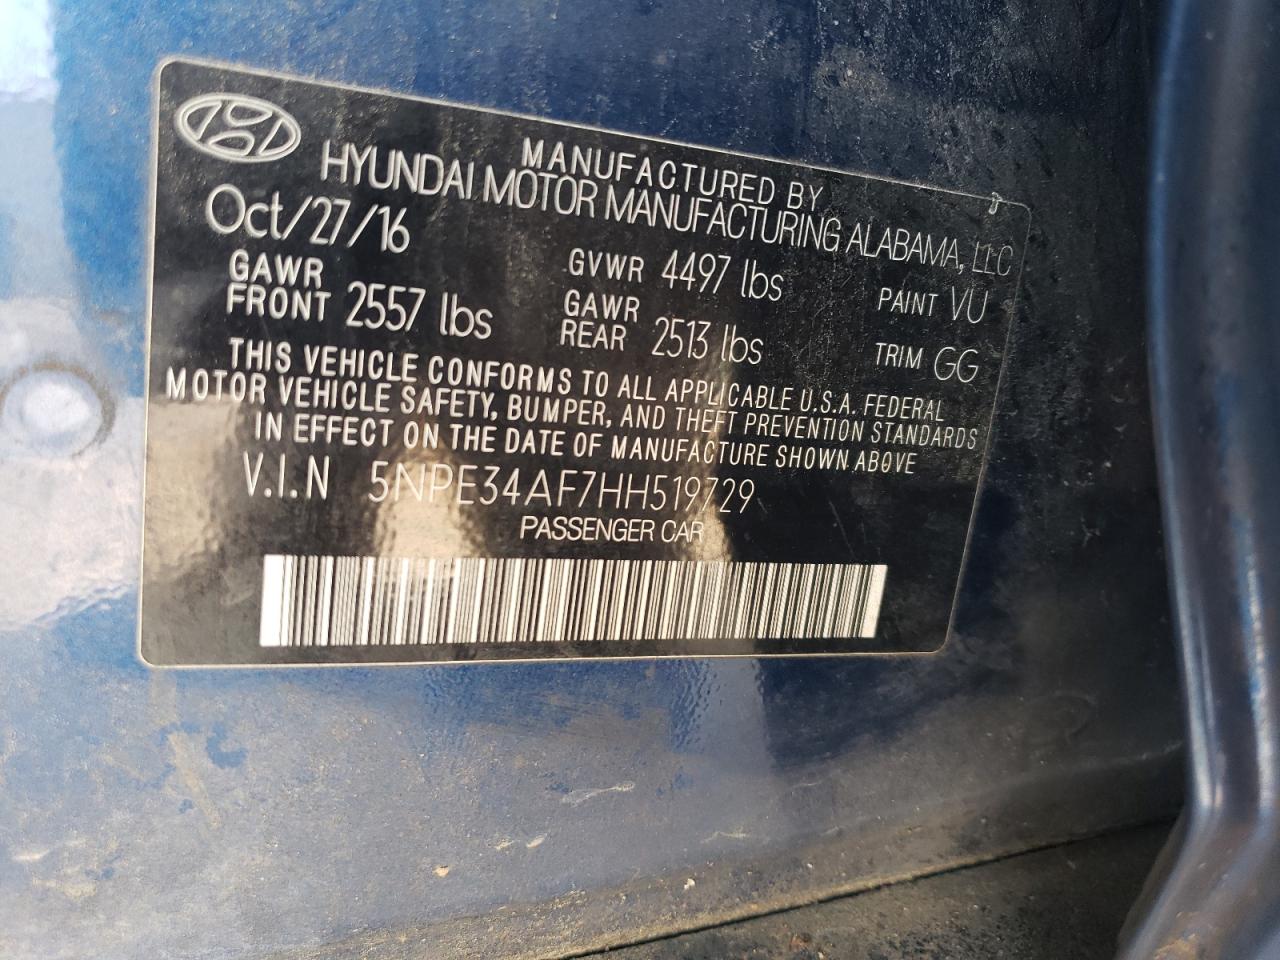 MANUFACTURED BY
HYUNDAI MOTOR MANUFACTURING ALABAMA, LLC
Oct/27/16
GVWR 4497 lbs
PAINT VU
GAWR FRONT 2557 lbs
GAWR REAR 2513 lbs
TRIM GG
THIS VEHICLE CONFORMS TO ALL APPLICABLE U.S.A. FEDERAL
MOTOR VEHICLE SAFETY, BUMPER, AND THEFT PREVENTION STANDARDS
IN EFFECT ON THE DATE OF MANUFACTURE SHOWN ABOVE
V.I.N 5NPE34AF7HH519729
PASSENGER CAR